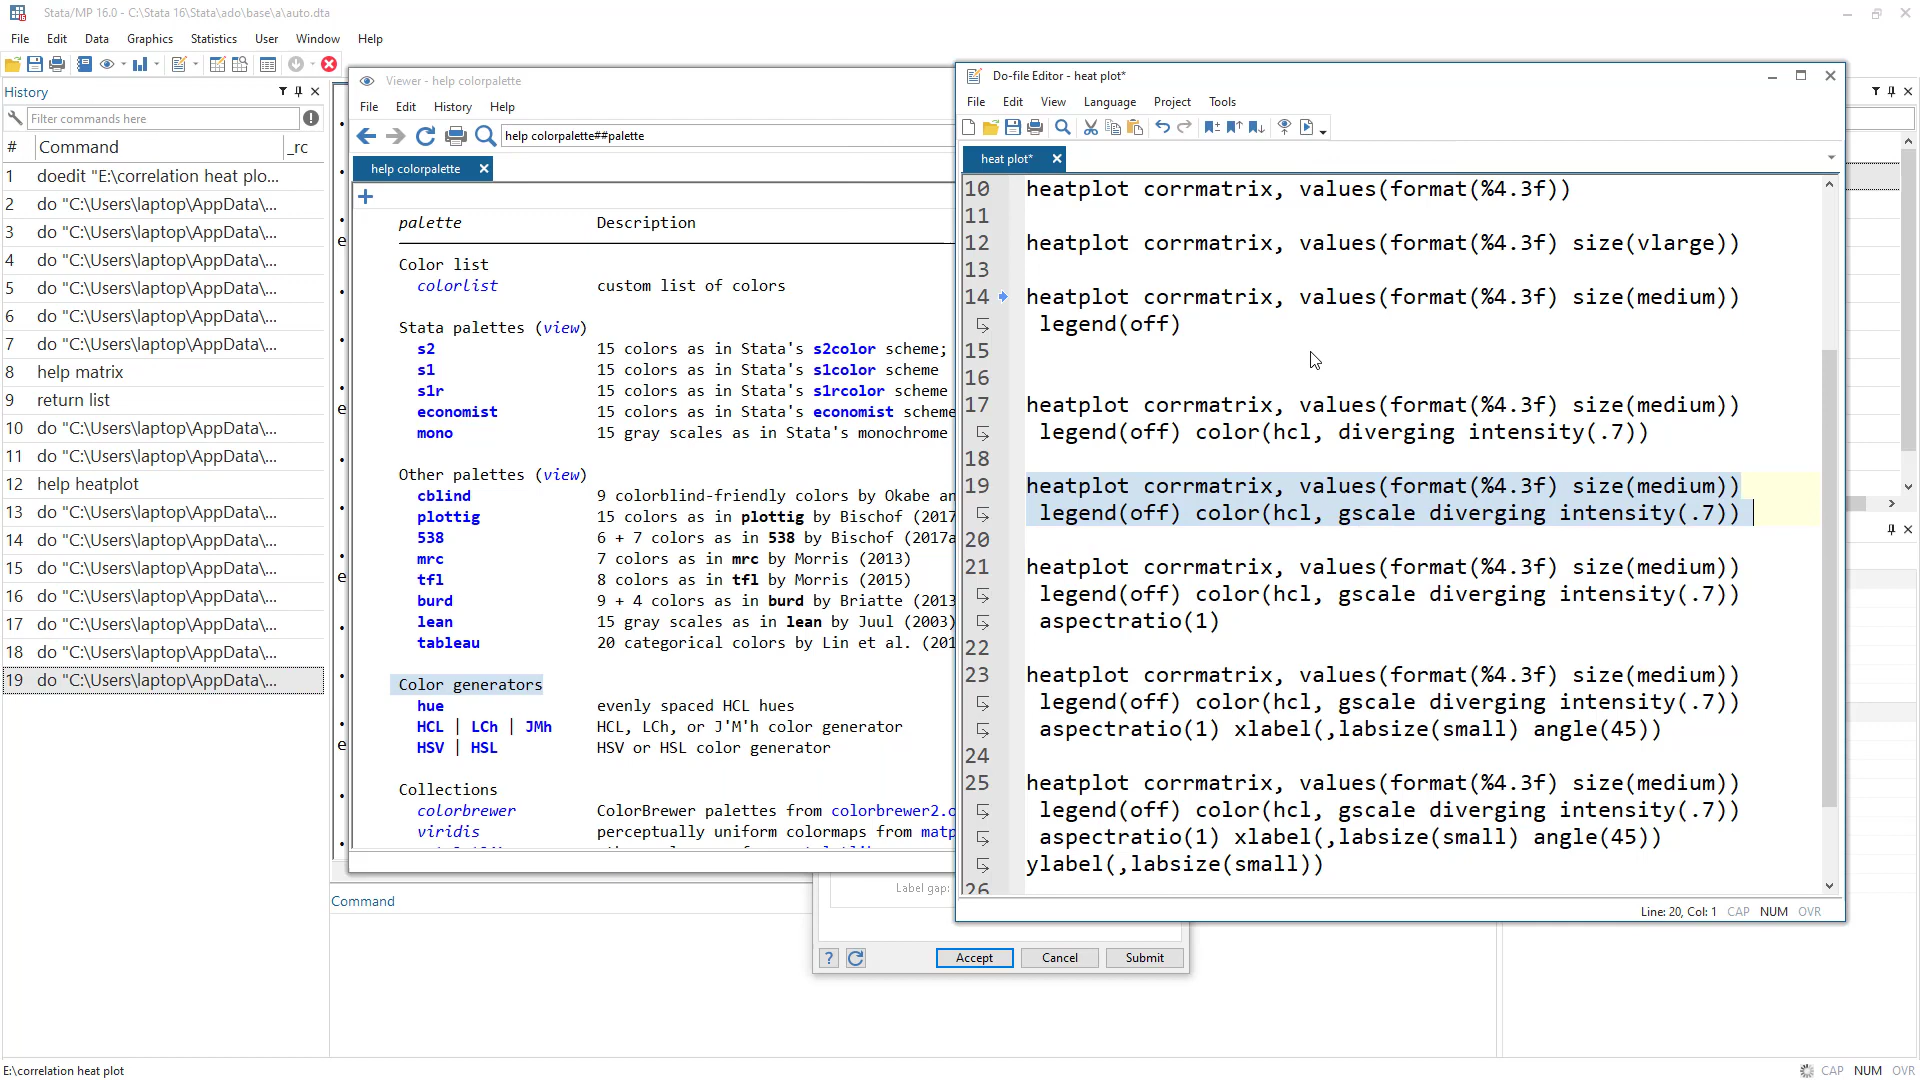 Stata/MP 16.0 - C:\Stata 16\Stata\ado\base\a\auto.dta
File Edit Data Graphics Statistics User Window Help
History
Filter commands here
# Command _rc
1 doedit "E:\correlation heat plo...
2 do "C:\Users\laptop\AppData\...
3 do "C:\Users\laptop\AppData\...
4 do "C:\Users\laptop\AppData\...
5 do "C:\Users\laptop\AppData\...
6 do "C:\Users\laptop\AppData\...
7 do "C:\Users\laptop\AppData\...
8 help matrix
9 return list
10 do "C:\Users\laptop\AppData\...
11 do "C:\Users\laptop\AppData\...
12 help heatplot
13 do "C:\Users\laptop\AppData\...
14 do "C:\Users\laptop\AppData\...
15 do "C:\Users\laptop\AppData\...
16 do "C:\Users\laptop\AppData\...
17 do "C:\Users\laptop\AppData\...
18 do "C:\Users\laptop\AppData\...
19 do "C:\Users\laptop\AppData\...
Viewer - help colorpalette
File Edit History Help
help colorpalette##palette
help colorpalette
palette Description
Color list
colorlist custom list of colors
Stata palettes (view)
s2 15 colors as in Stata's s2color scheme;
s1 15 colors as in Stata's s1color scheme
s1r 15 colors as in Stata's s1rcolor scheme
economist 15 colors as in Stata's economist scheme
mono 15 gray scales as in Stata's monochrome
Other palettes (view)
cblind 9 colorblind-friendly colors by Okabe an
plottig 15 colors as in plottig by Bischof (2017
538 6 + 7 colors as in 538 by Bischof (2017a
mrc 7 colors as in mrc by Morris (2013)
tfl 8 colors as in tfl by Morris (2015)
burd 9 + 4 colors as in burd by Briatte (2013
lean 15 gray scales as in lean by Juul (2003)
tableau 20 categorical colors by Lin et al. (201
Color generators
hue evenly spaced HCL hues
HCL | LCh | JMh HCL, LCh, or J'M'h color generator
HSV | HSL HSV or HSL color generator
Collections
colorbrewer ColorBrewer palettes from colorbrewer2.o
viridis perceptually uniform colormaps from matp
Do-file Editor - heat plot*
File Edit View Language Project Tools
heat plot*
10 heatplot corrmatrix, values(format(%4.3f))
11
12 heatplot corrmatrix, values(format(%4.3f) size(vlarge))
13
14 heatplot corrmatrix, values(format(%4.3f) size(medium))
legend(off)
15
16
17 heatplot corrmatrix, values(format(%4.3f) size(medium))
legend(off) color(hcl, diverging intensity(.7))
18
19 heatplot corrmatrix, values(format(%4.3f) size(medium))
legend(off) color(hcl, gscale diverging intensity(.7))
20
21 heatplot corrmatrix, values(format(%4.3f) size(medium))
legend(off) color(hcl, gscale diverging intensity(.7))
aspectratio(1)
22
23 heatplot corrmatrix, values(format(%4.3f) size(medium))
legend(off) color(hcl, gscale diverging intensity(.7))
aspectratio(1) xlabel(,labsize(small) angle(45))
24
25 heatplot corrmatrix, values(format(%4.3f) size(medium))
legend(off) color(hcl, gscale diverging intensity(.7))
aspectratio(1) xlabel(,labsize(small) angle(45))
ylabel(,labsize(small))
26
Line: 20, Col: 1 CAP NUM OVR
Label gap:
Command
Accept Cancel Submit
E:\correlation heat plot
CAP NUM OVR